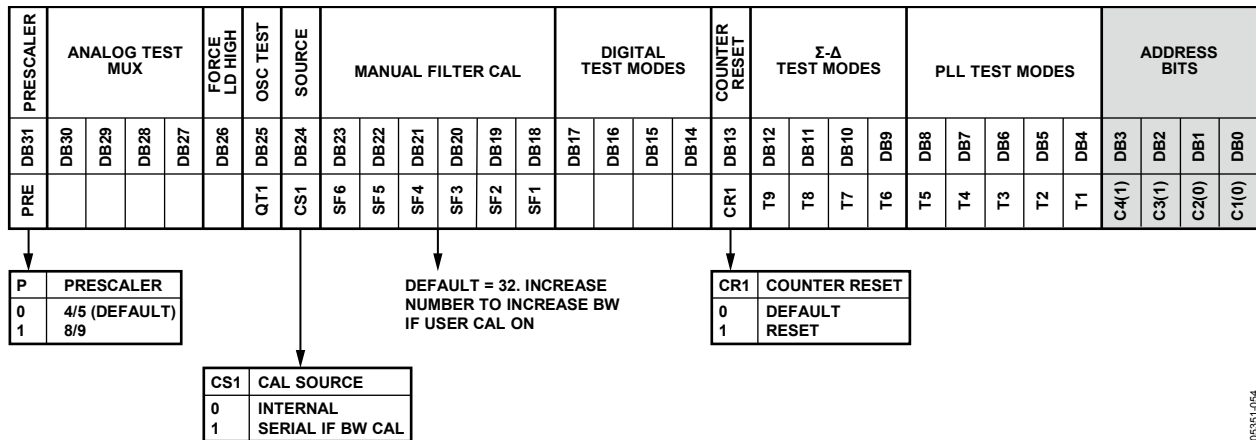 PRESCALER
ANALOG TEST
MUX
FORCE
LD HIGH
OSC TEST
SOURCE
MANUAL FILTER CAL
DIGITAL
TEST MODES
COUNTER
RESET
Σ-Δ
TEST MODES
PLL TEST MODES
ADDRESS
BITS
DB31 DB30 DB29 DB28 DB27 DB26 DB25 DB24 DB23 DB22 DB21 DB20 DB19 DB18 DB17 DB16 DB15 DB14 DB13 DB12 DB11 DB10 DB9 DB8 DB7 DB6 DB5 DB4 DB3 DB2 DB1 DB0
PRE QT1 CS1 SF6 SF5 SF4 SF3 SF2 SF1 CR1 T9 T8 T7 T6 T5 T4 T3 T2 T1 C4(1) C3(1) C2(0) C1(0)
P PRESCALER
0 4/5 (DEFAULT)
1 8/9
DEFAULT = 32. INCREASE
NUMBER TO INCREASE BW
IF USER CAL ON
CR1 COUNTER RESET
0 DEFAULT
1 RESET
CS1 CAL SOURCE
0 INTERNAL
1 SERIAL IF BW CAL
05351-054